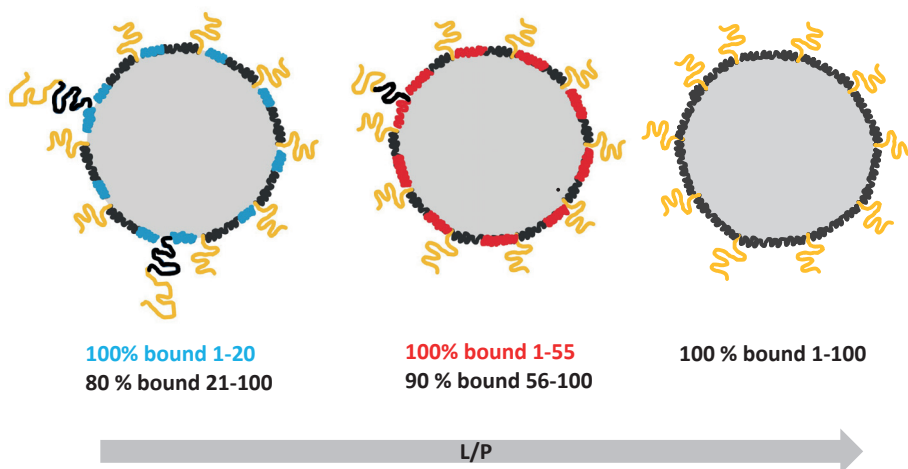 100% bound 1-20
80 % bound 21-100
100% bound 1-55
90 % bound 56-100
100 % bound 1-100
L/P